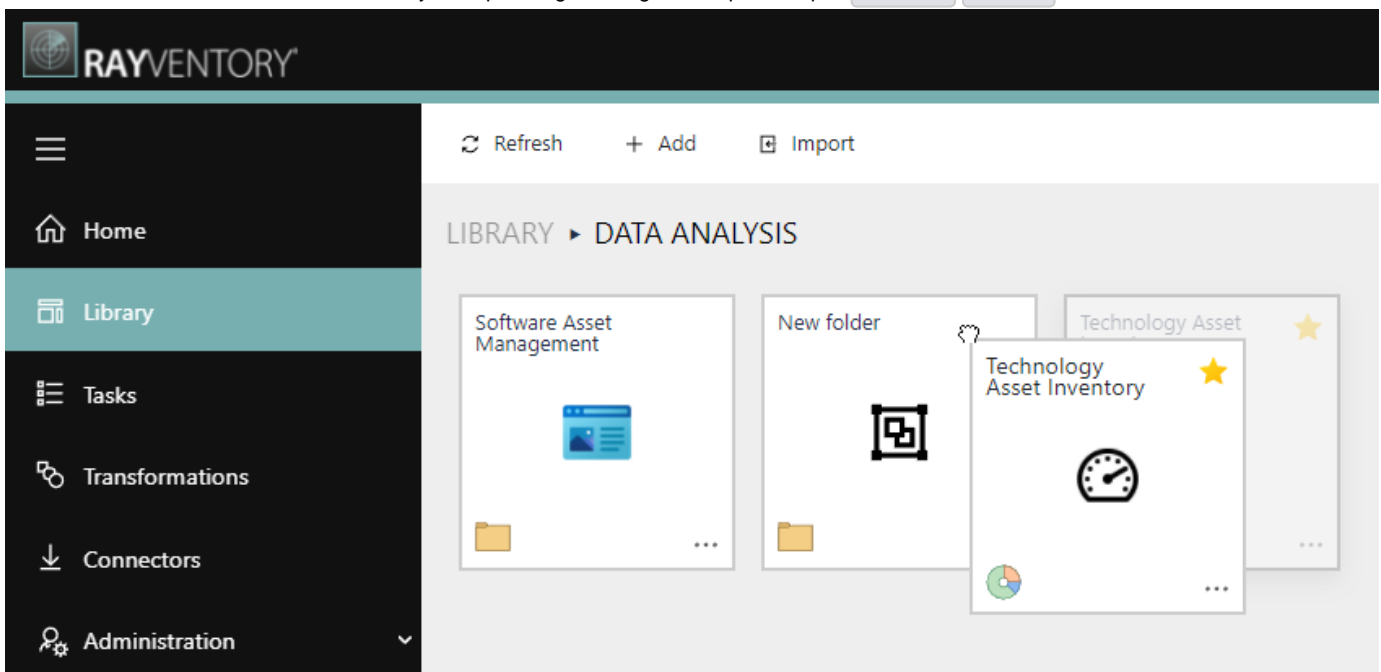 RAYVENTORY
Refresh
+ Add
Import
Home
LIBRARY ▸ DATA ANALYSIS
Library
Software Asset
Management
New folder
Technology Asset
Technology
Asset Inventory
Tasks
Transformations
...
...
...
Connectors
Administration